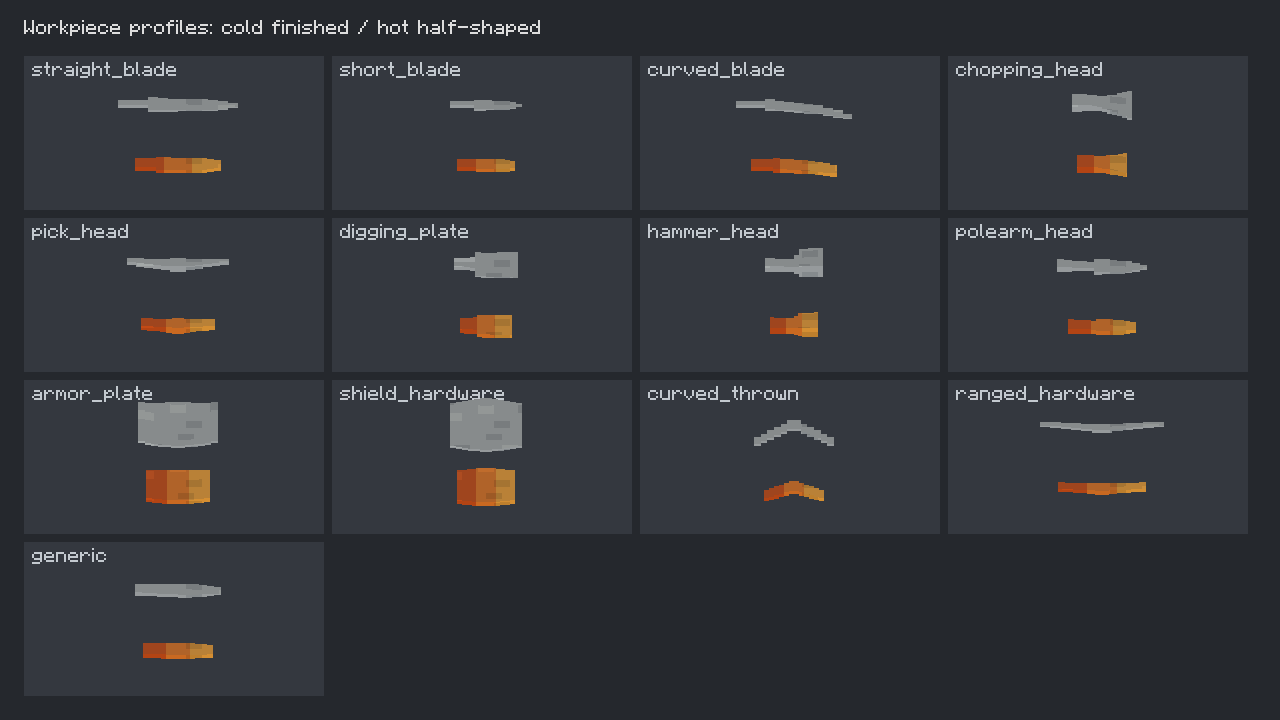 Workpiece profiles: cold finished / hot half-shaped
straight_blade
short_blade
curved_blade
chopping_head
pick_head
digging_plate
hammer_head
polearm_head
armor_plate
shield_hardware
curved_thrown
ranged_hardware
generic